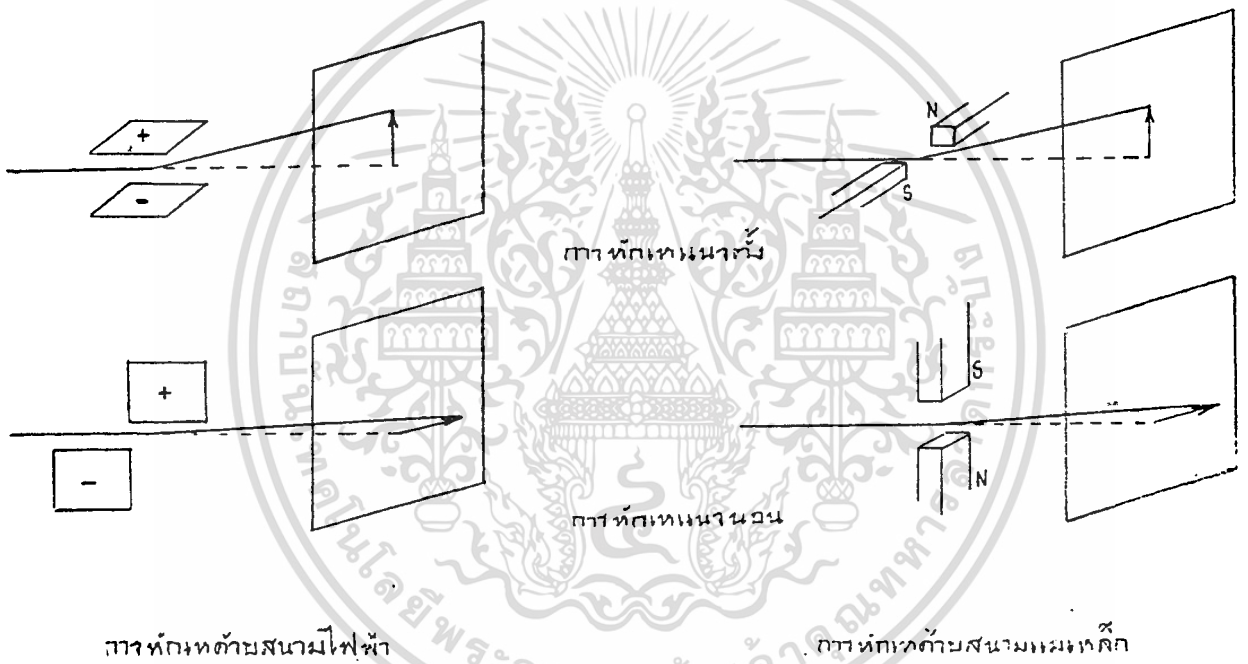 +
-
N
S
การหักเหแนวตั้ง
+
-
S
N
การหักเหแนวนอน
การหักเหด้วยสนามไฟฟ้า
การหักเหด้วยสนามแม่เหล็ก